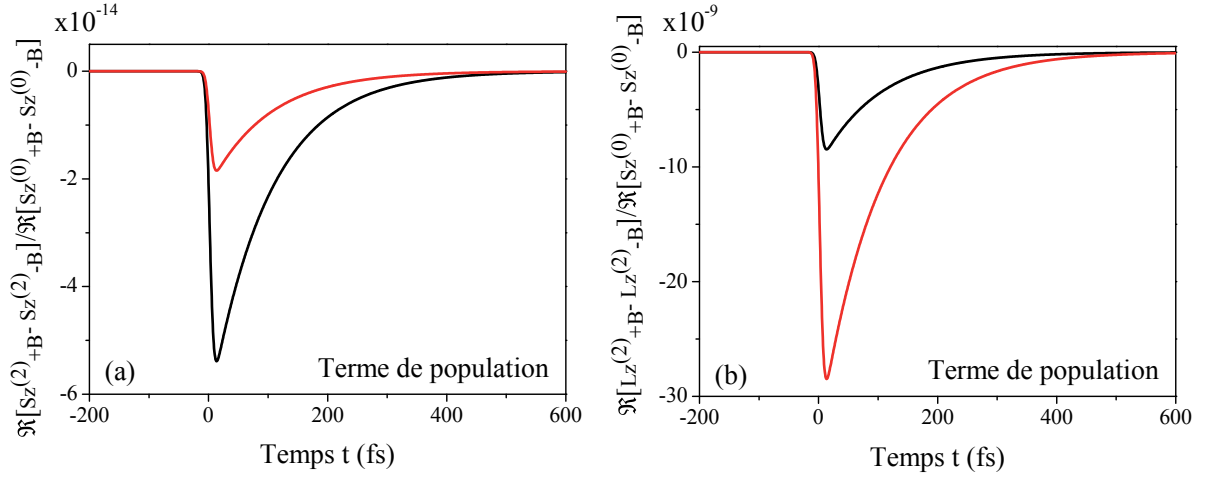 x10⁻¹⁴
ℜ[Sz⁽²⁾+B- Sz⁽²⁾-B]/ℜ[Sz⁽⁰⁾+B- Sz⁽⁰⁾-B]
0
-2
-4
-6
(a)
Terme de population
-200 0 200 400 600
Temps t (fs)
x10⁻⁹
ℜ[Lz⁽²⁾+B- Lz⁽²⁾-B]/ℜ[Sz⁽⁰⁾+B- Sz⁽⁰⁾-B]
0
-10
-20
-30
(b)
Terme de population
-200 0 200 400 600
Temps t (fs)